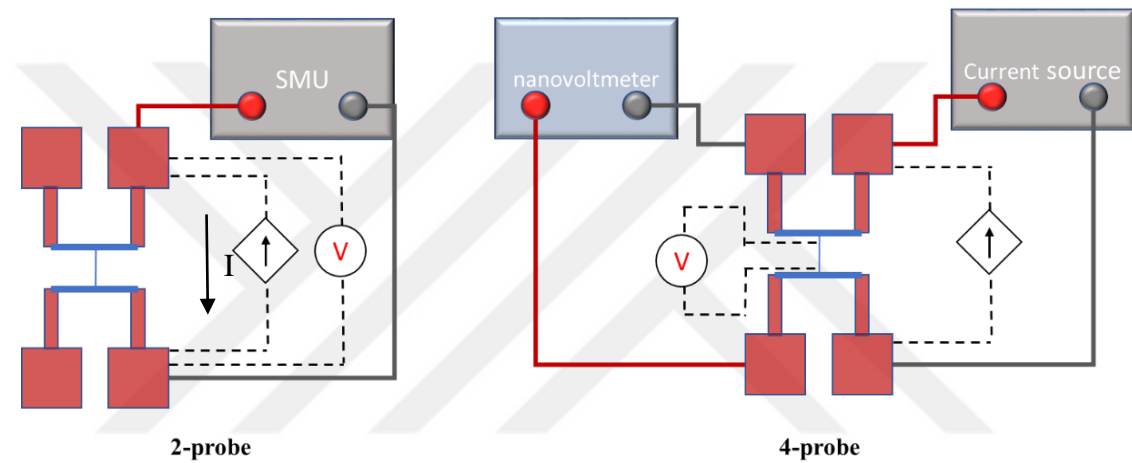 SMU
nanovoltmeter
Current source
I
V
V
2-probe
4-probe